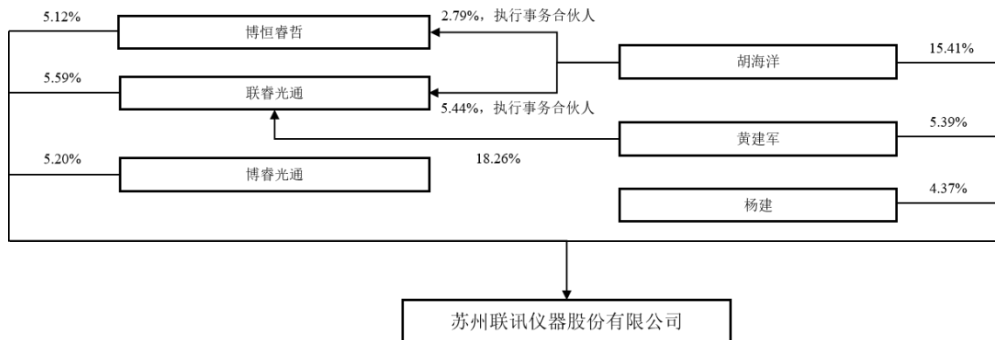 5.12%
博恒睿哲
2.79%，执行事务合伙人
胡海洋
15.41%
5.59%
联睿光通
5.44%，执行事务合伙人
黄建军
5.39%
18.26%
5.20%
博睿光通
杨建
4.37%
苏州联讯仪器股份有限公司